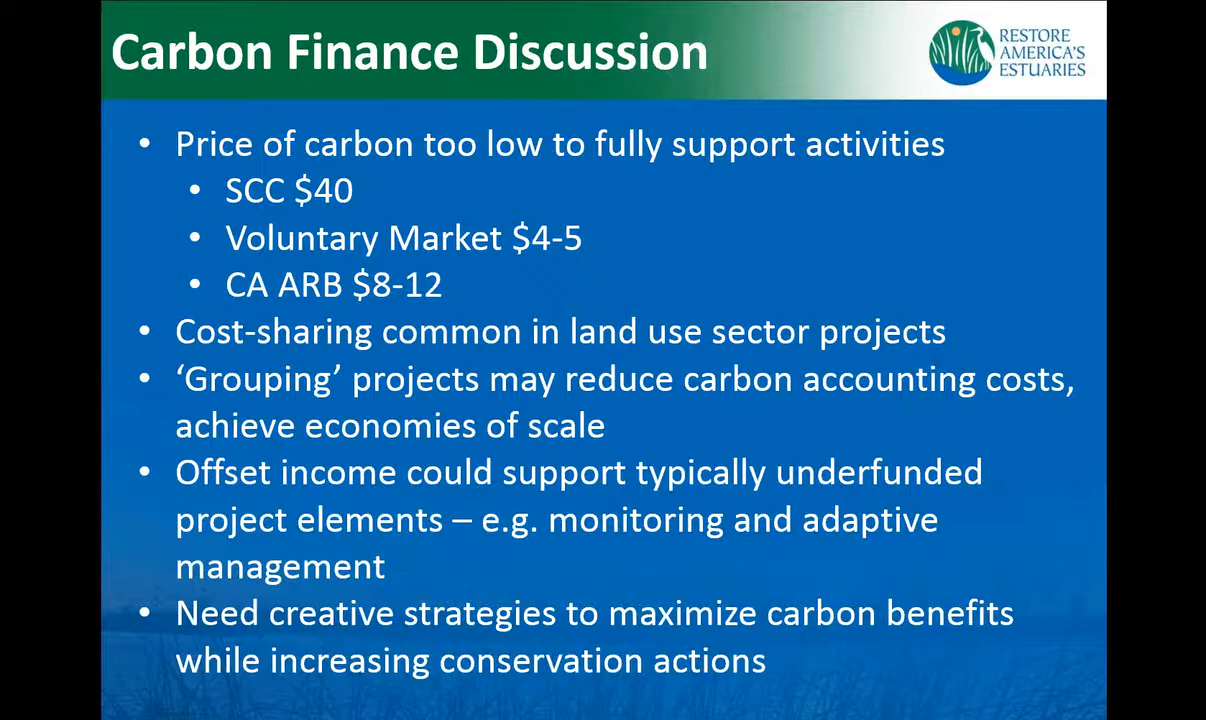 Carbon Finance Discussion
RESTORE
AMERICA'S
ESTUARIES
• Price of carbon too low to fully support activities
• SCC $40
• Voluntary Market $4-5
• CA ARB $8-12
• Cost-sharing common in land use sector projects
• ‘Grouping’ projects may reduce carbon accounting costs,
achieve economies of scale
• Offset income could support typically underfunded
project elements – e.g. monitoring and adaptive
management
• Need creative strategies to maximize carbon benefits
while increasing conservation actions